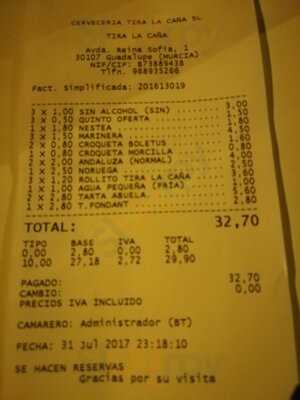 CERVECERIA TIRA LA CAÑA SL
TIRA LA CAÑA
Avda. Reina Sofia, 1
30107 Guadalupe (MURCIA)
NIF/CIF: B73889438
Tlfn. 968935266
Fact. Simplificada: 201613019
3 x 1,00 SIN ALCOHOL (SIN) . . 3,00
3 x 0,50 QUINTO OFERTA . . . 1,50
1 x 1,80 NESTEA . . . 1,80
3 x 1,50 MARINERA . . . 4,50
2 x 0,80 CROQUETA BOLETUS . . . 1,60
1 x 0,80 CROQUETA MORCILLA . . . 0,80
2 x 2,00 ANDALUZA (NORMAL) . . . 4,00
1 x 2,50 NORUEGA . . . 2,50
3 x 1,20 ROLLITO TIRA LA CAÑA . . . 3,60
1 x 1,00 AGUA PEQUEÑA (FRIA) . . . 1,00
2 x 2,80 TARTA ABUELA. . . . 5,60
1 x 2,80 T. FONDANT . . . 2,80
TOTAL: 32,70
TIPO BASE IVA TOTAL
0,00 2,80 0,00 2,80
10,00 27,18 2,72 29,90
PAGADO: 32,70
CAMBIO: 0,00
PRECIOS IVA INCLUIDO
CAMARERO: Administrador (BT)
FECHA: 31 Jul 2017 23:18:10
SE HACEN RESERVAS
Gracias por su visita